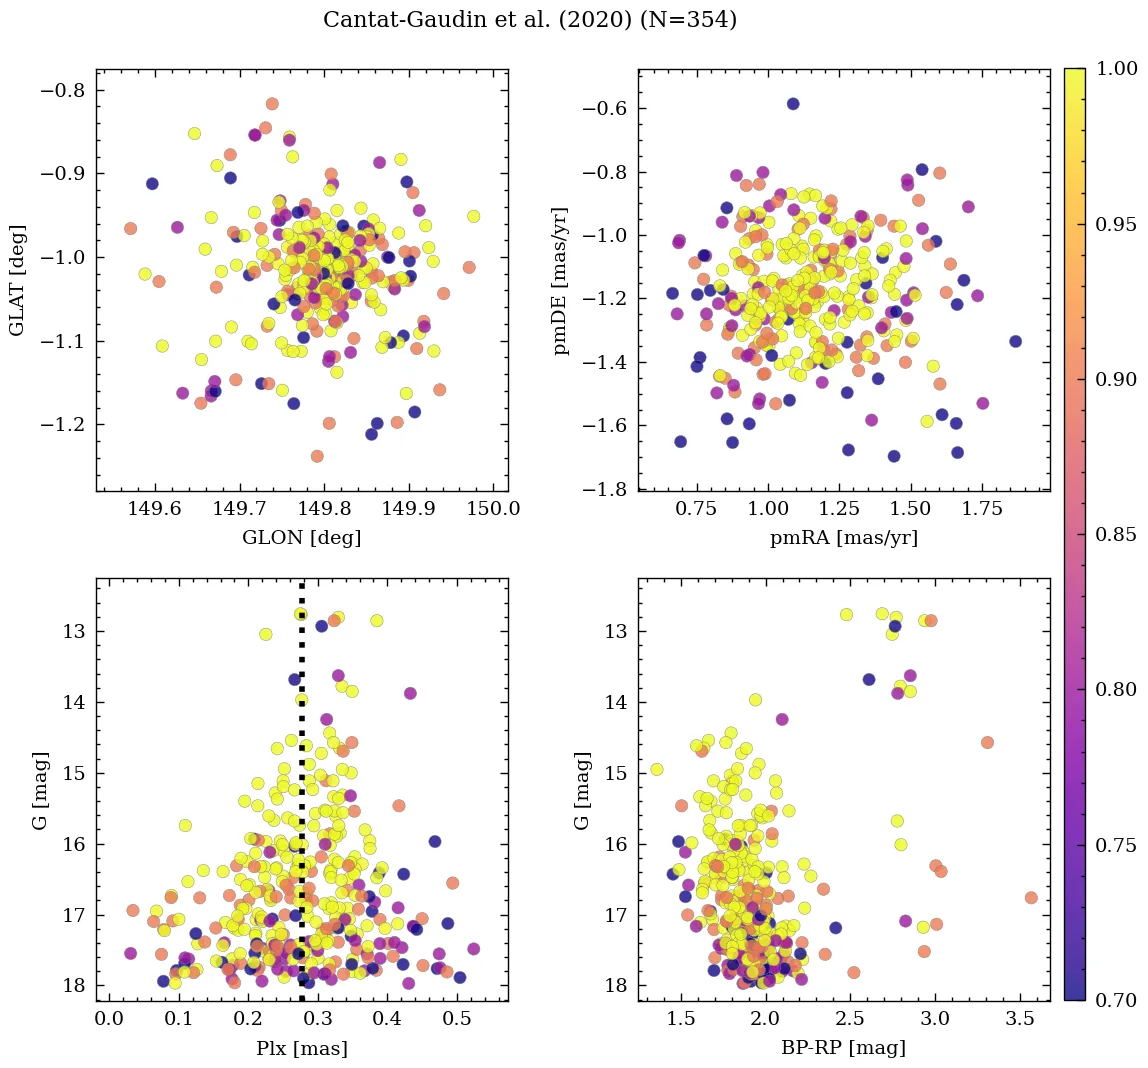 Cantat-Gaudin et al. (2020) (N=354)
−0.8
−0.9
−1.0
−1.1
−1.2
GLAT [deg]
149.6 149.7 149.8 149.9 150.0
GLON [deg]
−0.6
−0.8
−1.0
−1.2
−1.4
−1.6
−1.8
pmDE [mas/yr]
0.75 1.00 1.25 1.50 1.75
pmRA [mas/yr]
13
14
15
16
17
18
G [mag]
0.0 0.1 0.2 0.3 0.4 0.5
Plx [mas]
13
14
15
16
17
18
G [mag]
1.5 2.0 2.5 3.0 3.5
BP-RP [mag]
1.00
0.95
0.90
0.85
0.80
0.75
0.70